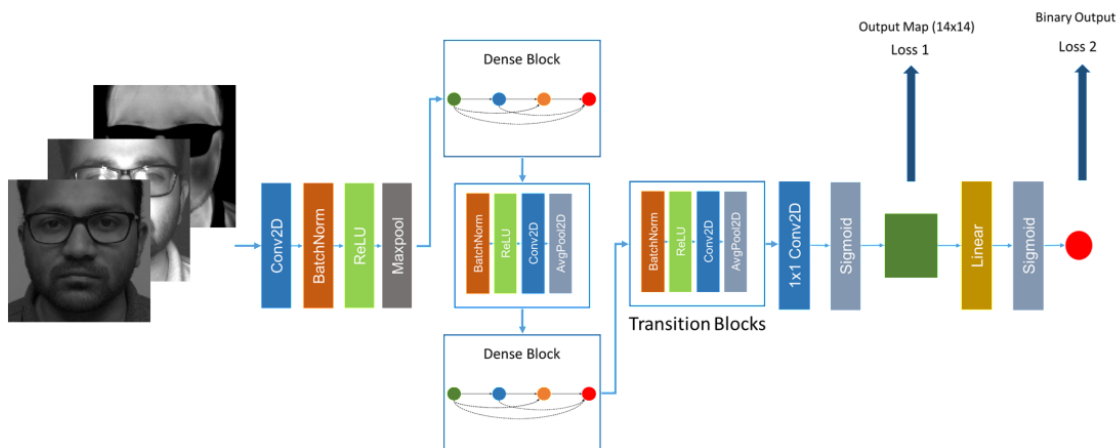 Output Map (14x14)
Loss 1
Binary Output
Loss 2
Conv2D
BatchNorm
ReLU
Maxpool
Dense Block
BatchNorm
ReLU
Conv2D
AvgPool2D
Dense Block
BatchNorm
ReLU
Conv2D
AvgPool2D
Transition Blocks
1x1 Conv2D
Sigmoid
Linear
Sigmoid